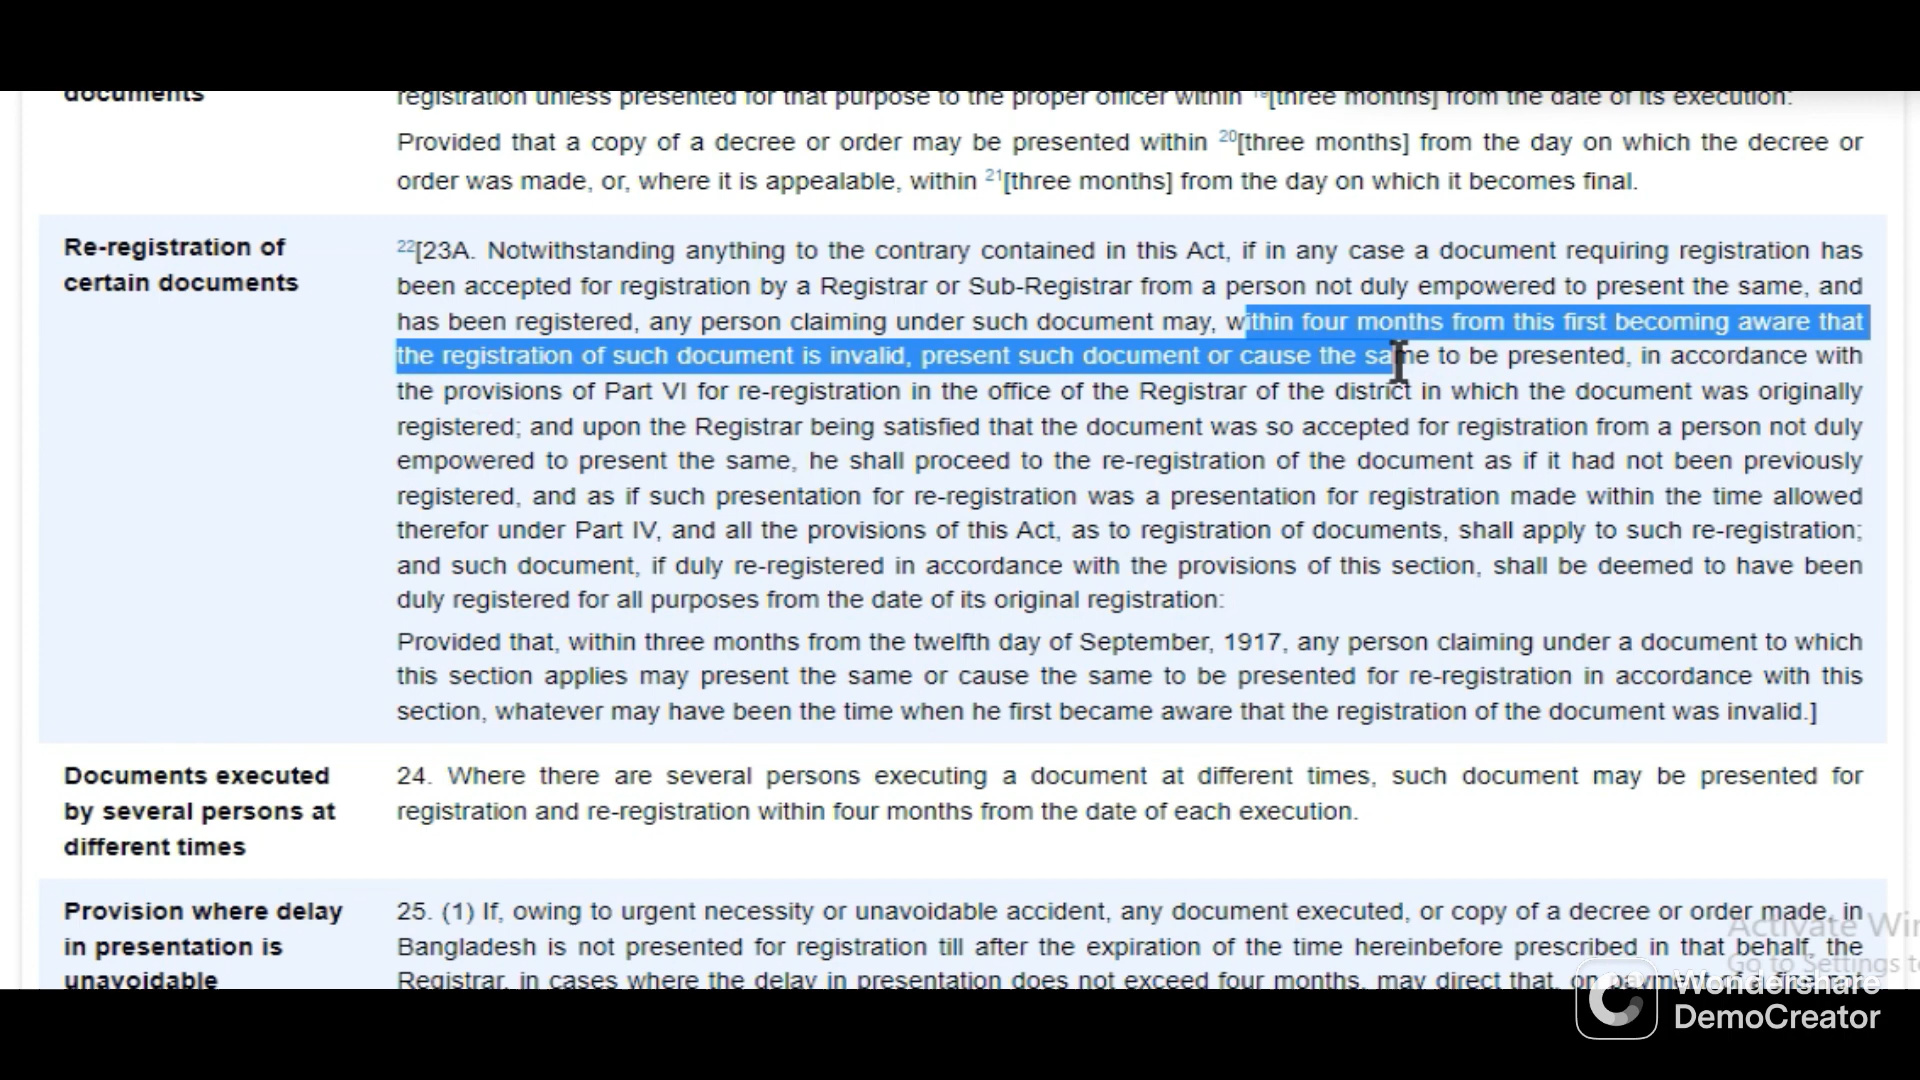 documents
registration unless presented for that purpose to the proper officer within [three months] from the date of its execution:
Provided that a copy of a decree or order may be presented within 20[three months] from the day on which the decree or
order was made, or, where it is appealable, within 21[three months] from the day on which it becomes final.
Re-registration of
certain documents
22[23A. Notwithstanding anything to the contrary contained in this Act, if in any case a document requiring registration has
been accepted for registration by a Registrar or Sub-Registrar from a person not duly empowered to present the same, and
has been registered, any person claiming under such document may, within four months from this first becoming aware that
the registration of such document is invalid, present such document or cause the same to be presented, in accordance with
the provisions of Part VI for re-registration in the office of the Registrar of the district in which the document was originally
registered; and upon the Registrar being satisfied that the document was so accepted for registration from a person not duly
empowered to present the same, he shall proceed to the re-registration of the document as if it had not been previously
registered, and as if such presentation for re-registration was a presentation for registration made within the time allowed
therefor under Part IV, and all the provisions of this Act, as to registration of documents, shall apply to such re-registration;
and such document, if duly re-registered in accordance with the provisions of this section, shall be deemed to have been
duly registered for all purposes from the date of its original registration:
Provided that, within three months from the twelfth day of September, 1917, any person claiming under a document to which
this section applies may present the same or cause the same to be presented for re-registration in accordance with this
section, whatever may have been the time when he first became aware that the registration of the document was invalid.]
Documents executed
by several persons at
different times
24. Where there are several persons executing a document at different times, such document may be presented for
registration and re-registration within four months from the date of each execution.
Provision where delay
in presentation is
unavoidable
25. (1) If, owing to urgent necessity or unavoidable accident, any document executed, or copy of a decree or order made, in
Bangladesh is not presented for registration till after the expiration of the time hereinbefore prescribed in that behalf, the
Registrar, in cases where the delay in presentation does not exceed four months, may direct that, on payment of a fine not
Activate Win
Go to Settings to
Wondershare
DemoCreator